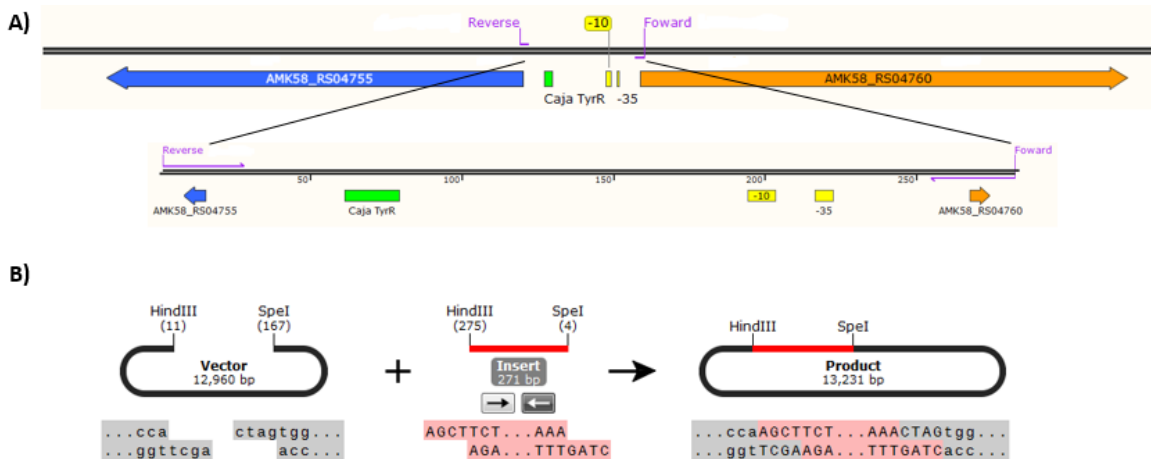 A)
Reverse
-10
Foward
AMK58_RS04755
AMK58_RS04760
Caja TyrR
-35
Reverse
Foward
50
100
150
200
250
AMK58_RS04755
Caja TyrR
-10
-35
AMK58_RS04760
B)
HindIII
(11)
SpeI
(167)
Vector
12,960 bp
...cca
ctagtgg...
...ggttcga
acc...
+
HindIII
(275)
SpeI
(4)
Insert
271 bp
AGCTTCT...AAA
AGA...TTTGATC
HindIII
SpeI
Product
13,231 bp
...ccaAGCTTCT...AAACTAGtgg...
...ggtTCGAAGA...TTTGATCacc...